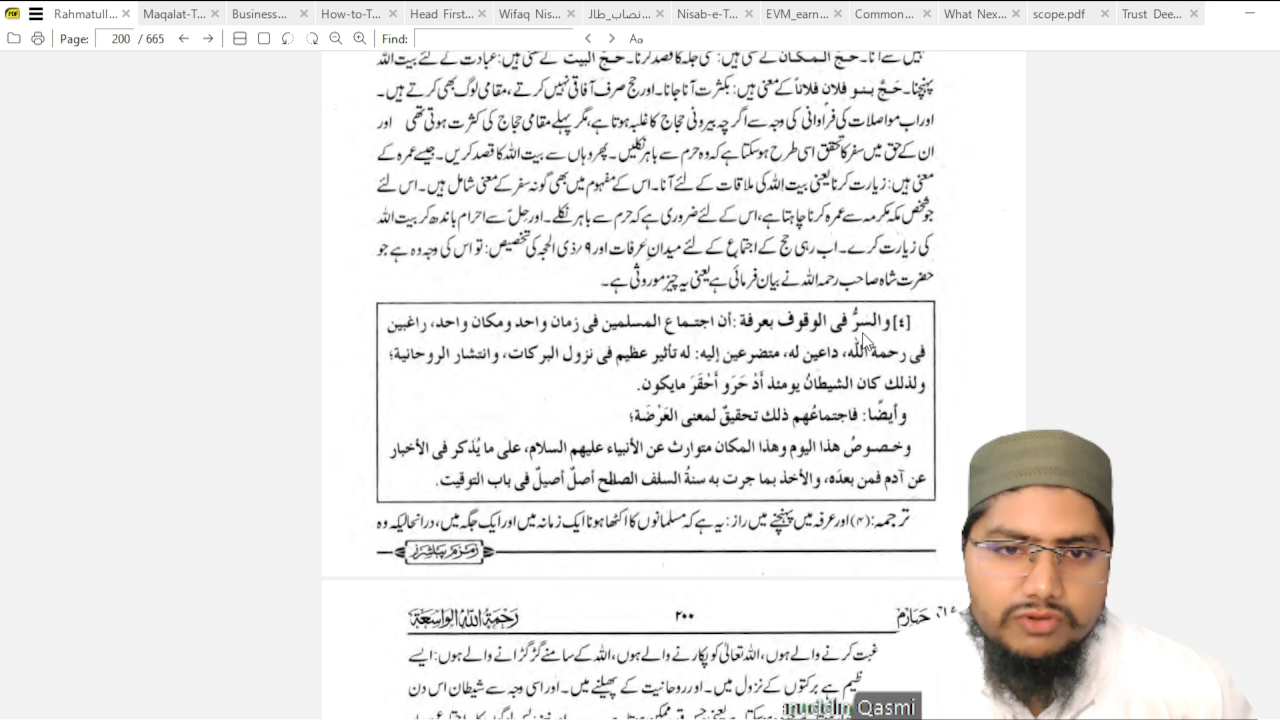 Rahmatull... Maqalat-T... Business... How-to-T... Head First... Wifaq Nis... نصاب_طال... Nisab-e-T... EVM_earn... Common... What Nex... scope.pdf Trust Dee...
Page: 200 / 665 Find: Aa
پہنچنا۔ حَجَّ بنو فلان فلاناً کے معنی ہیں: بکثرت آنا جانا۔ اور حج صرف آفاقی نہیں کرتے، مقامی لوگ بھی کرتے ہیں۔
اور اب مواصلات کی فراوانی کی وجہ سے اگرچہ بیرونی حجاج کا غلبہ ہوتا ہے، مگر پہلے مقامی حجاج کی کثرت ہوتی تھی اور
ان کے حق میں سفر کا تحقق اسی طرح ہوسکتا ہے کہ وہ حرم سے باہر نکلیں۔ پھر وہاں سے بیت اللہ کا قصد کریں۔ جیسے عمرہ کے
معنی ہیں: زیارت کرنا یعنی بیت اللہ کی ملاقات کے لئے آنا۔ اس کے مفہوم میں بھی گونہ سفر کے معنی شامل ہیں۔ اس لئے
جو شخص مکہ مکرمہ سے عمرہ کرنا چاہتا ہے، اس کے لئے ضروری ہے کہ حرم سے باہر نکلے۔ اور حِلّ سے احرام باندھ کر بیت اللہ
کی زیارت کرے۔ اب رہی حج کے اجتماع کے لئے میدانِ عرفات اور ۹/ذی الحجہ کی تخصیص: تو اس کی وجہ وہ ہے جو
حضرت شاہ صاحب رحمہ اللہ نے بیان فرمائی ہے یعنی یہ چیز موروثی ہے۔
[٤] والسرُّ فى الوقوف بعرفة: أن اجتماع المسلمين فى زمان واحد ومكان واحد، راغبين
فى رحمة الله، داعين له، متضرعين إليه: له تأثير عظيم فى نزول البركات، وانتشار الروحانية؛
ولذلك كان الشيطانُ يومئذ أَدْحَرَ و أَحْقَرَ مايكون.
وأيضًا: فاجتماعُهم ذلك تحقيقٌ لمعنى العَرْضَة؛
وخصوصُ هذا اليوم وهذا المكان متوارث عن الأنبياء عليهم السلام، على ما يُذكر فى الأخبار
عن آدم فمن بعدَه، والأخذ بما جرت به سنةُ السلف الصالح أصلٌ أصيلٌ فى باب التوقيت.
ترجمہ: (۴) اور عرفہ میں پہنچنے میں راز: یہ ہے کہ مسلمانوں کا اکٹھا ہونا ایک زمانہ میں اور ایک جگہ میں، درانحالیکہ وہ
زمزم پبلشرز
۲۰۰ رَحْمَةُ اللهِ الوَاسِعَة
غبت کرنے والے ہوں، اللہ تعالیٰ کو پکارنے والے ہوں، اللہ کے سامنے گڑگڑانے والے ہوں: ایسے
ظیم ہے برکتوں کے نزول میں۔ اور روحانیت کے پھیلنے میں۔ اور اسی وجہ سے شیطان اس دن
Qasmi